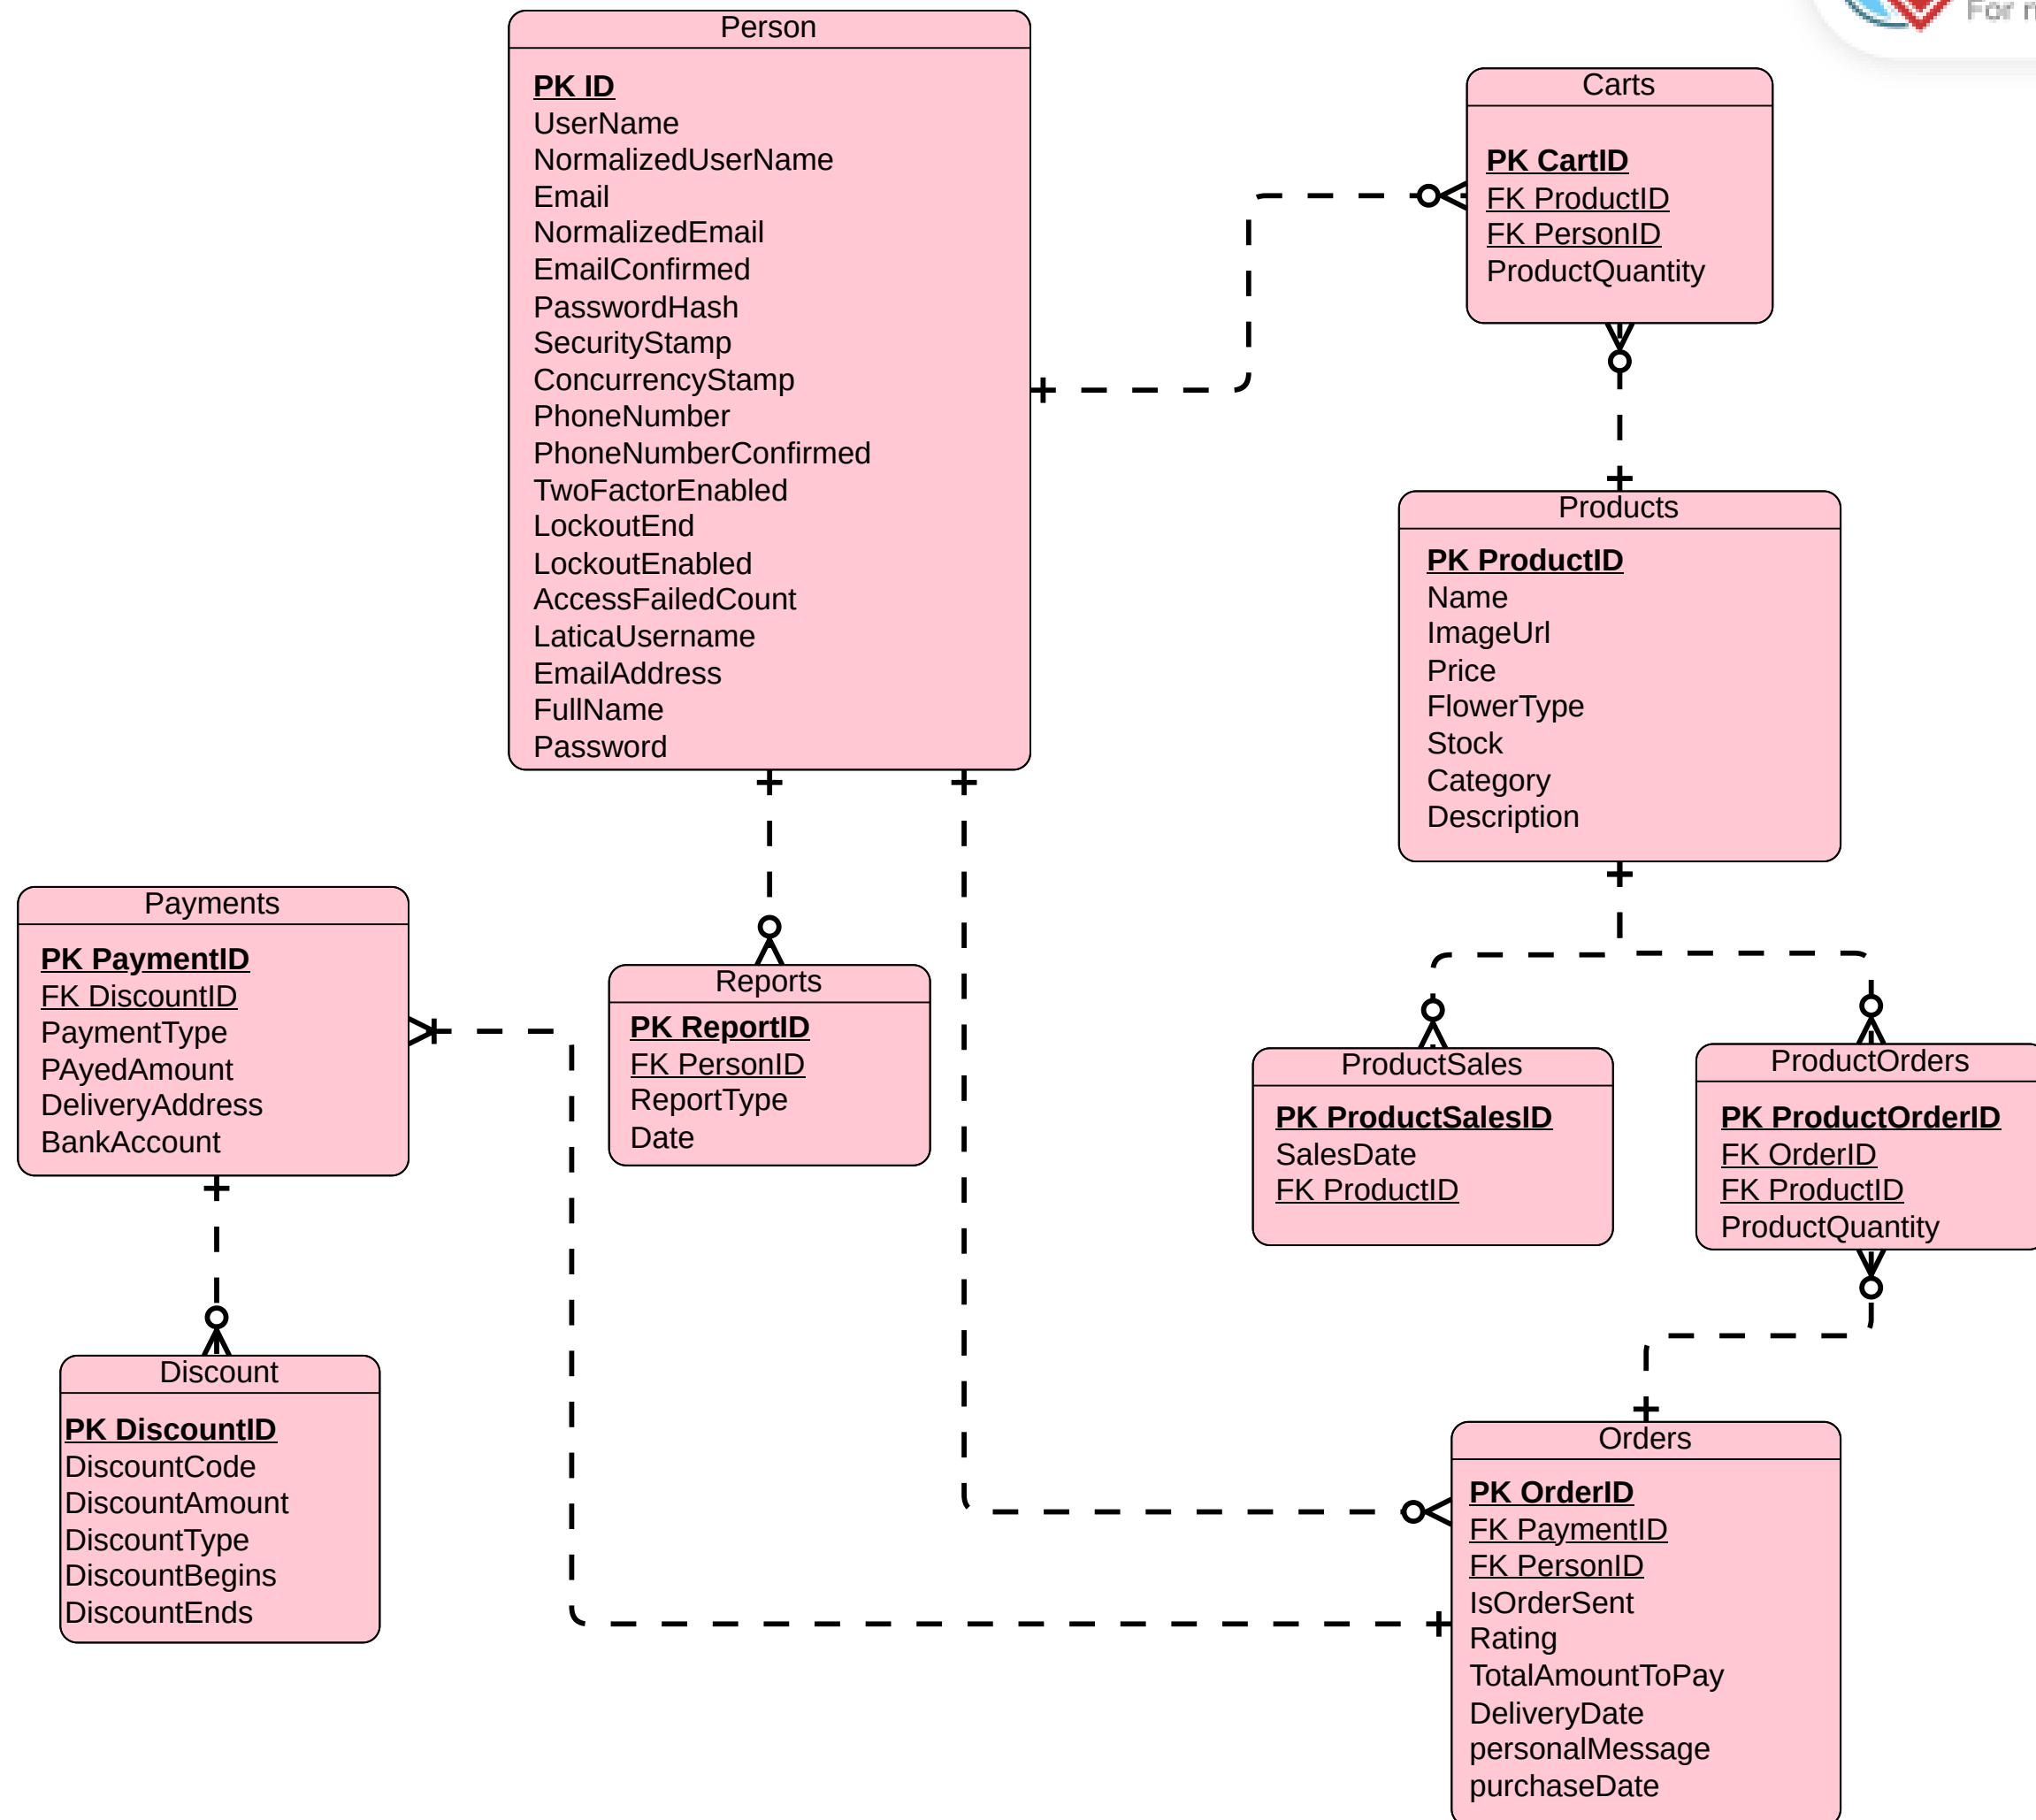 For
Person
PK ID
UserName
NormalizedUserName
Email
NormalizedEmail
EmailConfirmed
PasswordHash
SecurityStamp
ConcurrencyStamp
PhoneNumber
PhoneNumberConfirmed
TwoFactorEnabled
LockoutEnd
LockoutEnabled
AccessFailedCount
LaticaUsername
EmailAddress
FullName
Password
Carts
PK CartID
FK ProductID
FK PersonID
ProductQuantity
Products
PK ProductID
Name
ImageUrl
Price
FlowerType
Stock
Category
Description
Payments
PK PaymentID
FK DiscountID
PaymentType
PAyedAmount
DeliveryAddress
BankAccount
Reports
PK ReportID
FK PersonID
ReportType
Date
ProductSales
PK ProductSalesID
SalesDate
FK ProductID
ProductOrders
PK ProductOrderID
FK OrderID
FK ProductID
ProductQuantity
Discount
PK DiscountID
DiscountCode
DiscountAmount
DiscountType
DiscountBegins
DiscountEnds
Orders
PK OrderID
FK PaymentID
FK PersonID
IsOrderSent
Rating
TotalAmountToPay
DeliveryDate
personalMessage
purchaseDate